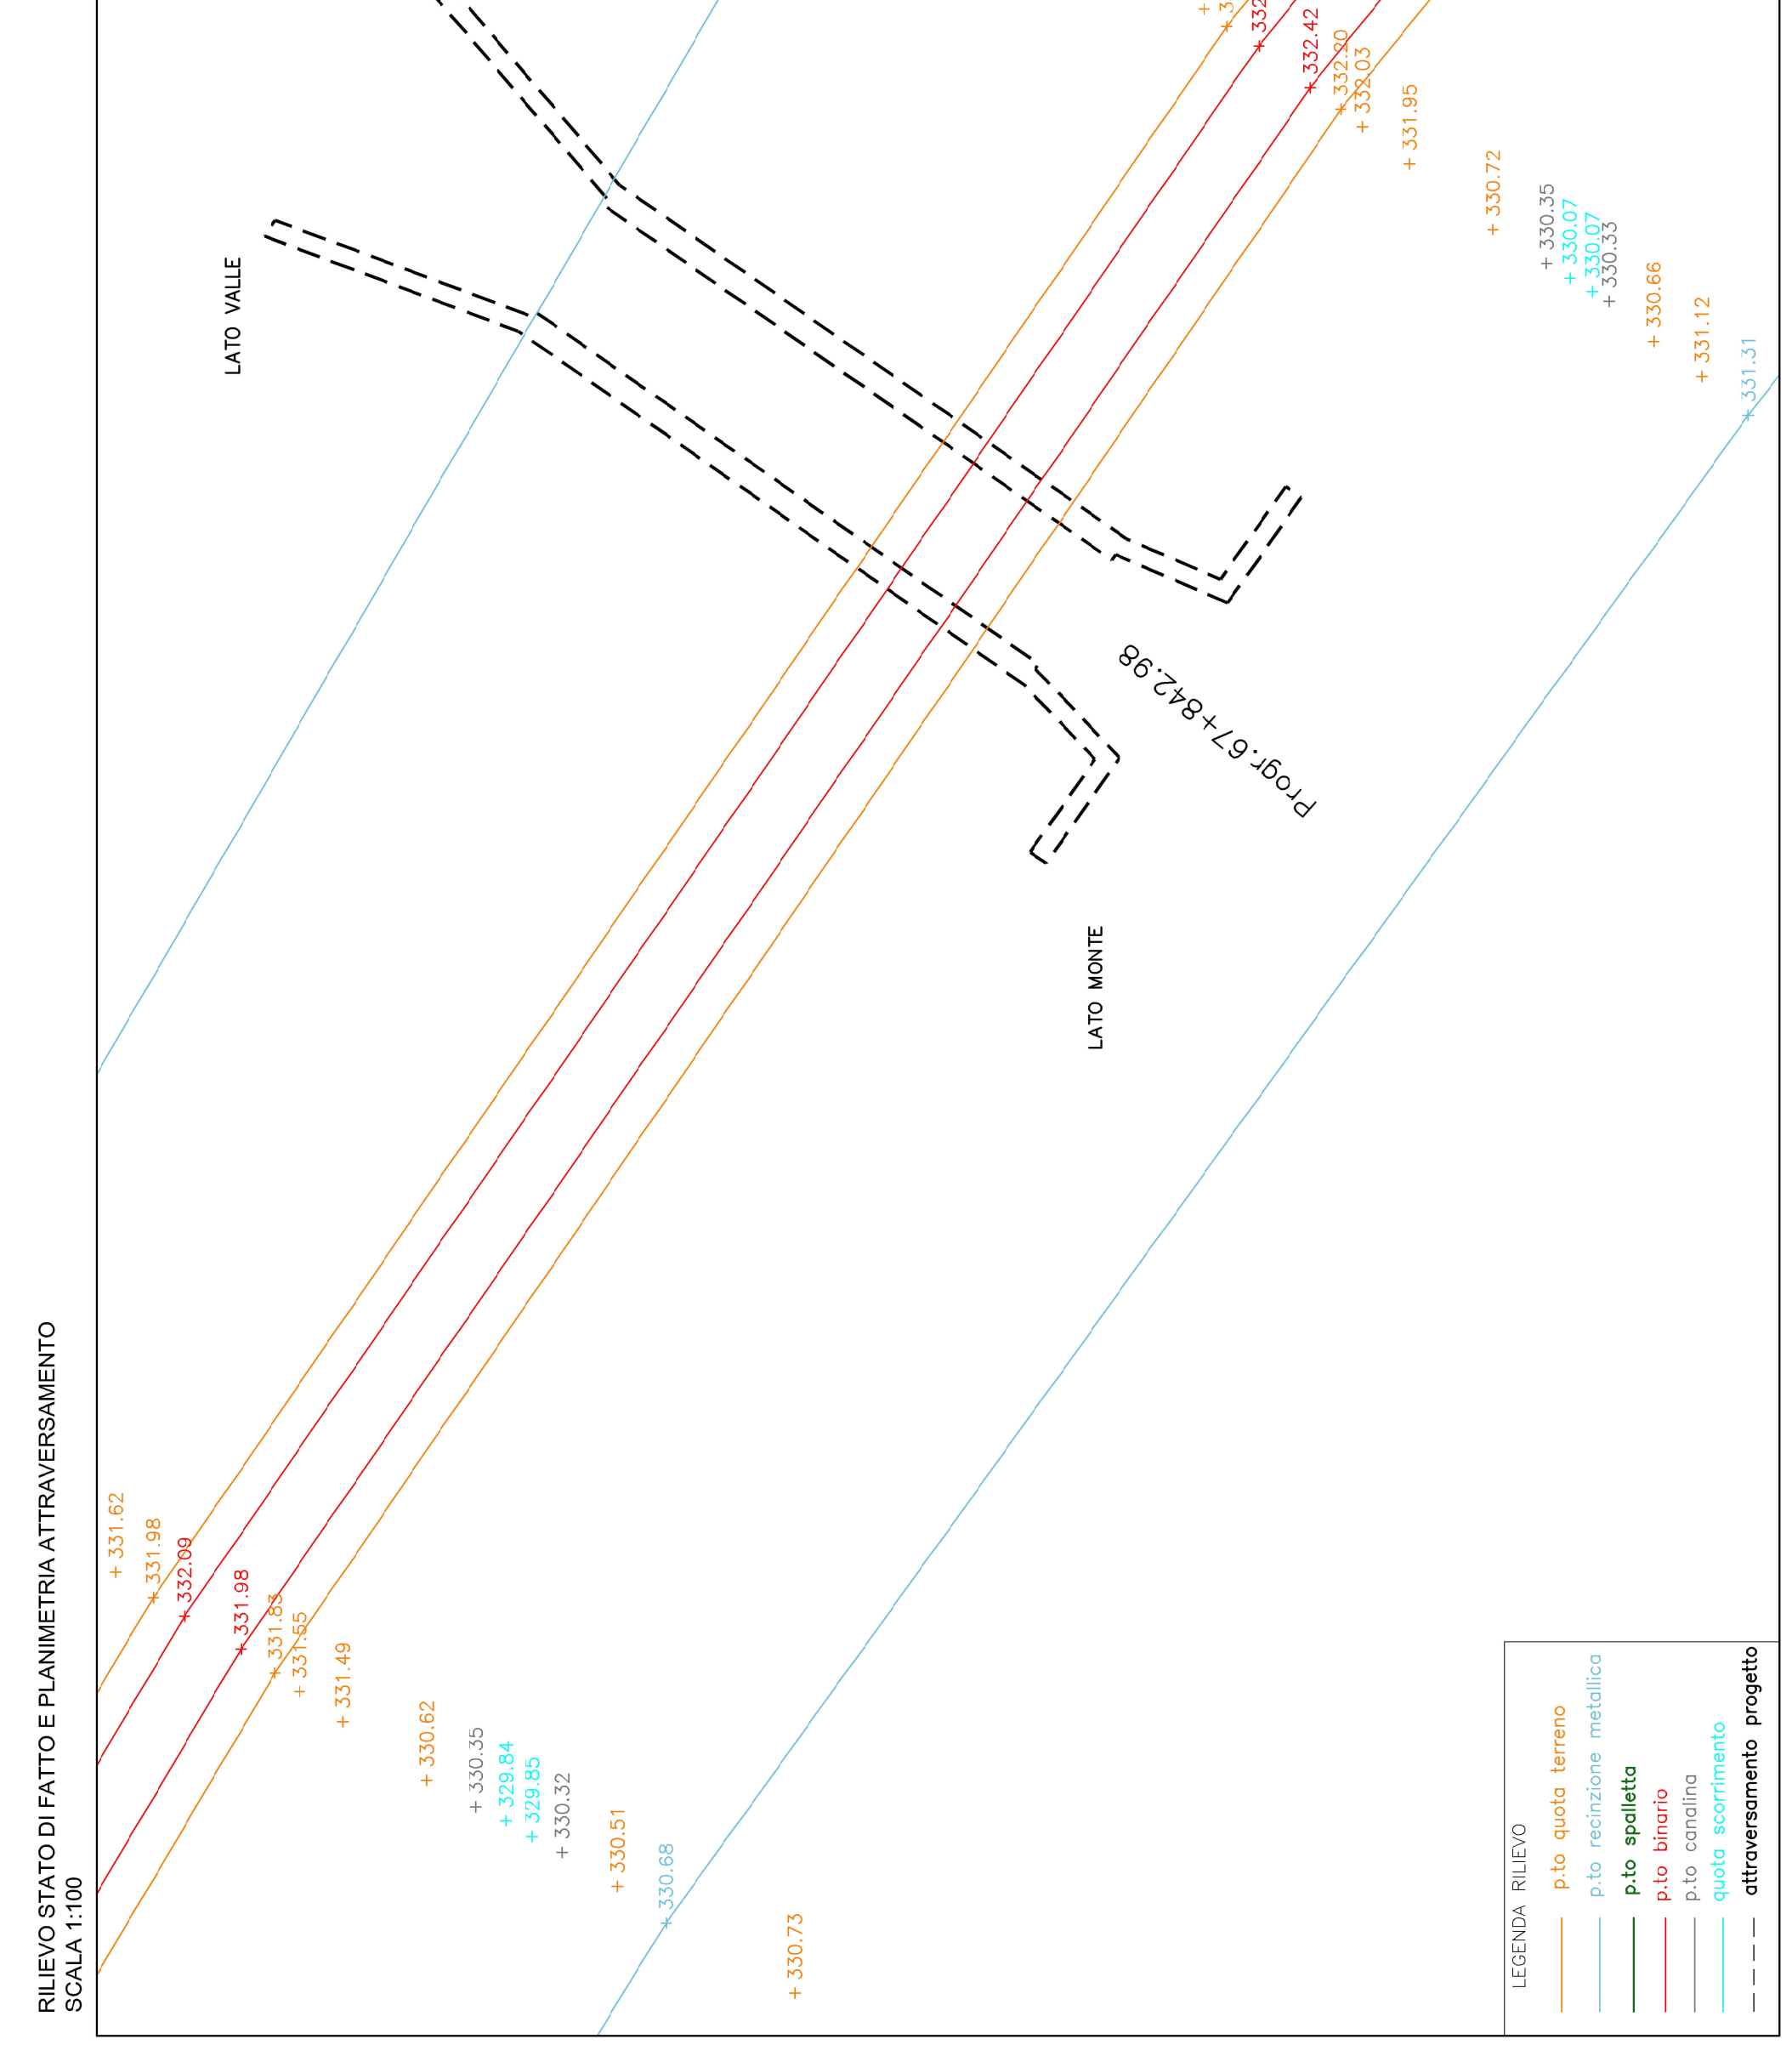 RILIEVO STATO DI FATTO E PLANIMETRIA ATTRAVERSAMENTO
SCALA 1:100
+ 331.62
+ 331.98
+ 332.09
+ 331.98
+ 331.83
+ 331.55
+ 331.49
+ 330.62
+ 330.35
+ 329.84
+ 329.85
+ 330.32
+ 330.51
+ 330.68
+ 330.73
LATO VALLE
LATO MONTE
Progr.67+842.98
+ 332.42
+ 332.20
+ 332.03
+ 331.95
+ 330.72
+ 330.35
+ 330.07
+ 330.07
+ 330.33
+ 330.66
+ 331.12
+ 331.31
LEGENDA RILIEVO
p.to quota terreno
p.to recinzione metallica
p.to spalletta
p.to binario
p.to canalina
quota scorrimento
attraversamento progetto